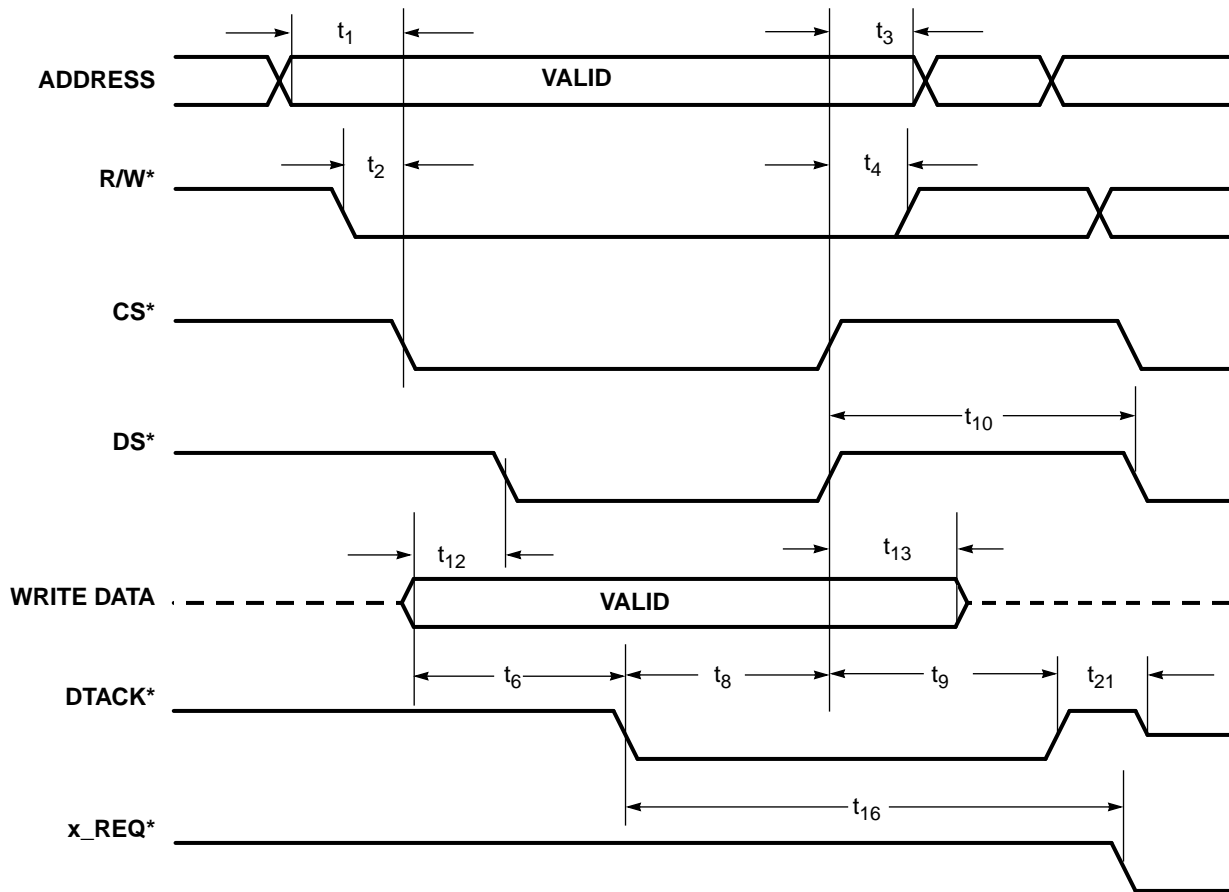 t1
t3
ADDRESS
VALID
t2
t4
R/W*
CS*
t10
DS*
t12
t13
WRITE DATA
VALID
t6
t8
t9
t21
DTACK*
t16
x_REQ*